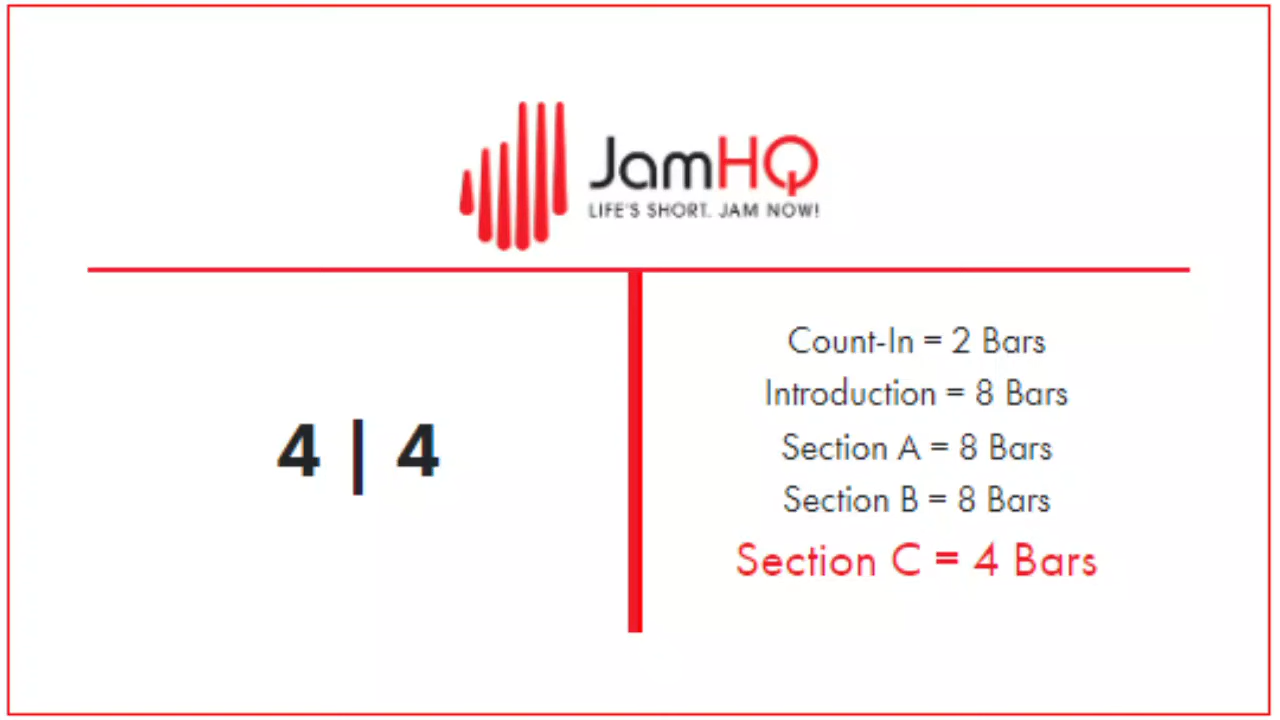 JamHQ
LIFE'S SHORT. JAM NOW!
4 | 4
Count-In = 2 Bars
Introduction = 8 Bars
Section A = 8 Bars
Section B = 8 Bars
Section C = 4 Bars